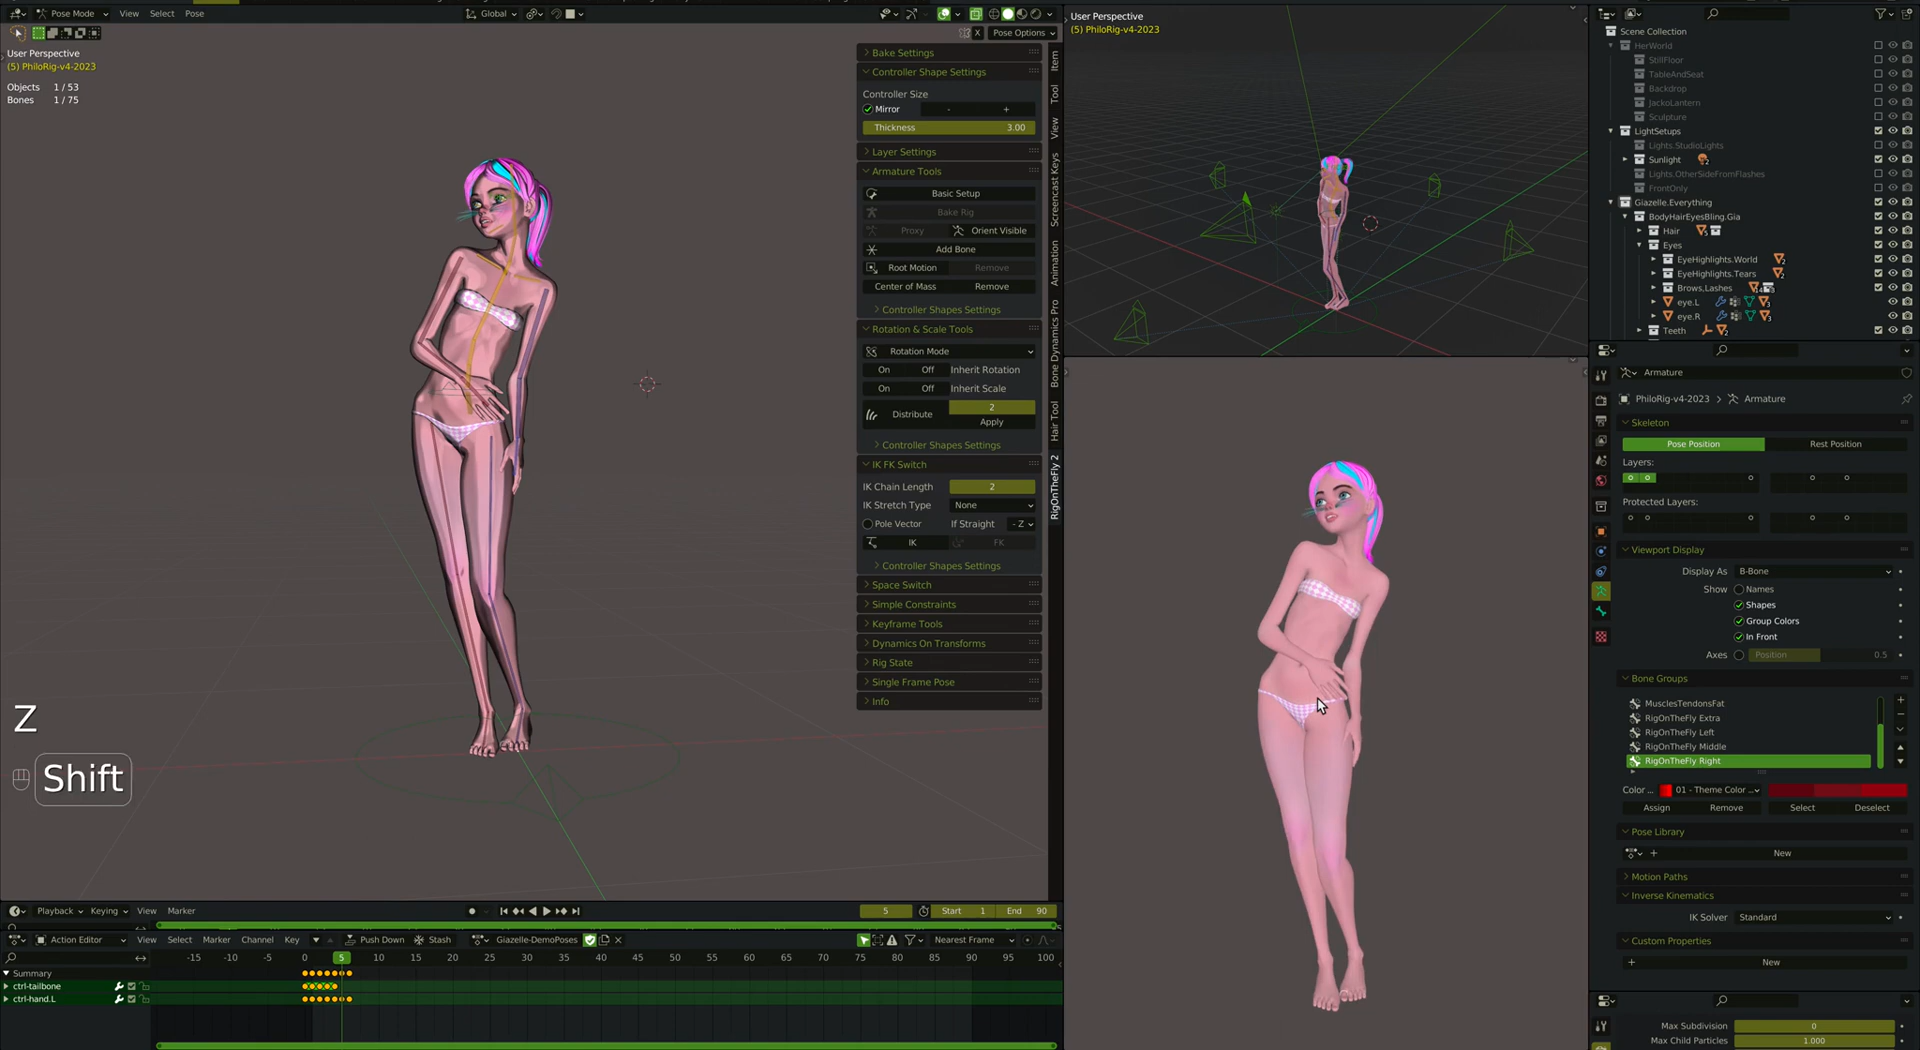 Pose Mode View Select Pose Global
Pose Options
User Perspective
(5) PhiloRig-v4-2023
Objects 1 / 53
Bones 1 / 75
Bake Settings
Controller Shape Settings
Controller Size
Mirror - +
Thickness 3.00
Layer Settings
Armature Tools
Basic Setup
Bake Rig
Proxy Orient Visible
Add Bone
Root Motion Remove
Center of Mass Remove
Controller Shapes Settings
Rotation & Scale Tools
Rotation Mode
On Off Inherit Rotation
On Off Inherit Scale
Distribute 2
Apply
Controller Shapes Settings
IK FK Switch
IK Chain Length 2
IK Stretch Type None
Pole Vector If Straight - Z
IK FK
Controller Shapes Settings
Space Switch
Simple Constraints
Keyframe Tools
Dynamics On Transforms
Rig State
Single Frame Pose
Info
Item
Tool
View
Screencast Keys
Animation
Bone Dynamics Pro
Hair Tool
RigOnTheFly 2
Z
Shift
User Perspective
(5) PhiloRig-v4-2023
Scene Collection
HerWorld
StillFloor
TableAndSeat
Backdrop
JackoLantern
Sculpture
LightSetups
Lights.StudioLights
Sunlight 2
Lights.OtherSideFromFlashes
FrontOnly
Giazelle.Everything
BodyHairEyesBling.Gia
Hair 5
Eyes
EyeHighlights.World 2
EyeHighlights.Tears 2
Brows,Lashes
eye.L 3
eye.R 3
Teeth 2
Armature
PhiloRig-v4-2023 > Armature
Skeleton
Pose Position Rest Position
Layers:
Protected Layers:
Viewport Display
Display As B-Bone
Show Names
Shapes
Group Colors
In Front
Axes Position 0.5
Bone Groups
MusclesTendonsFat
RigOnTheFly Extra
RigOnTheFly Left
RigOnTheFly Middle
RigOnTheFly Right
Color ... 01 - Theme Color ...
Assign Remove Select Deselect
Pose Library
+ New
Motion Paths
Inverse Kinematics
IK Solver Standard
Custom Properties
+ New
Max Subdivision 0
Max Child Particles 1.000
Playback Keying View Marker 5 Start 1 End 90
Action Editor View Select Marker Channel Key Push Down Stash Giazelle-DemoPoses Nearest Frame
-15 -10 -5 0 5 10 15 20 25 30 35 40 45 50 55 60 65 70 75 80 85 90 95 100
Summary
ctrl-tailbone
ctrl-hand.L